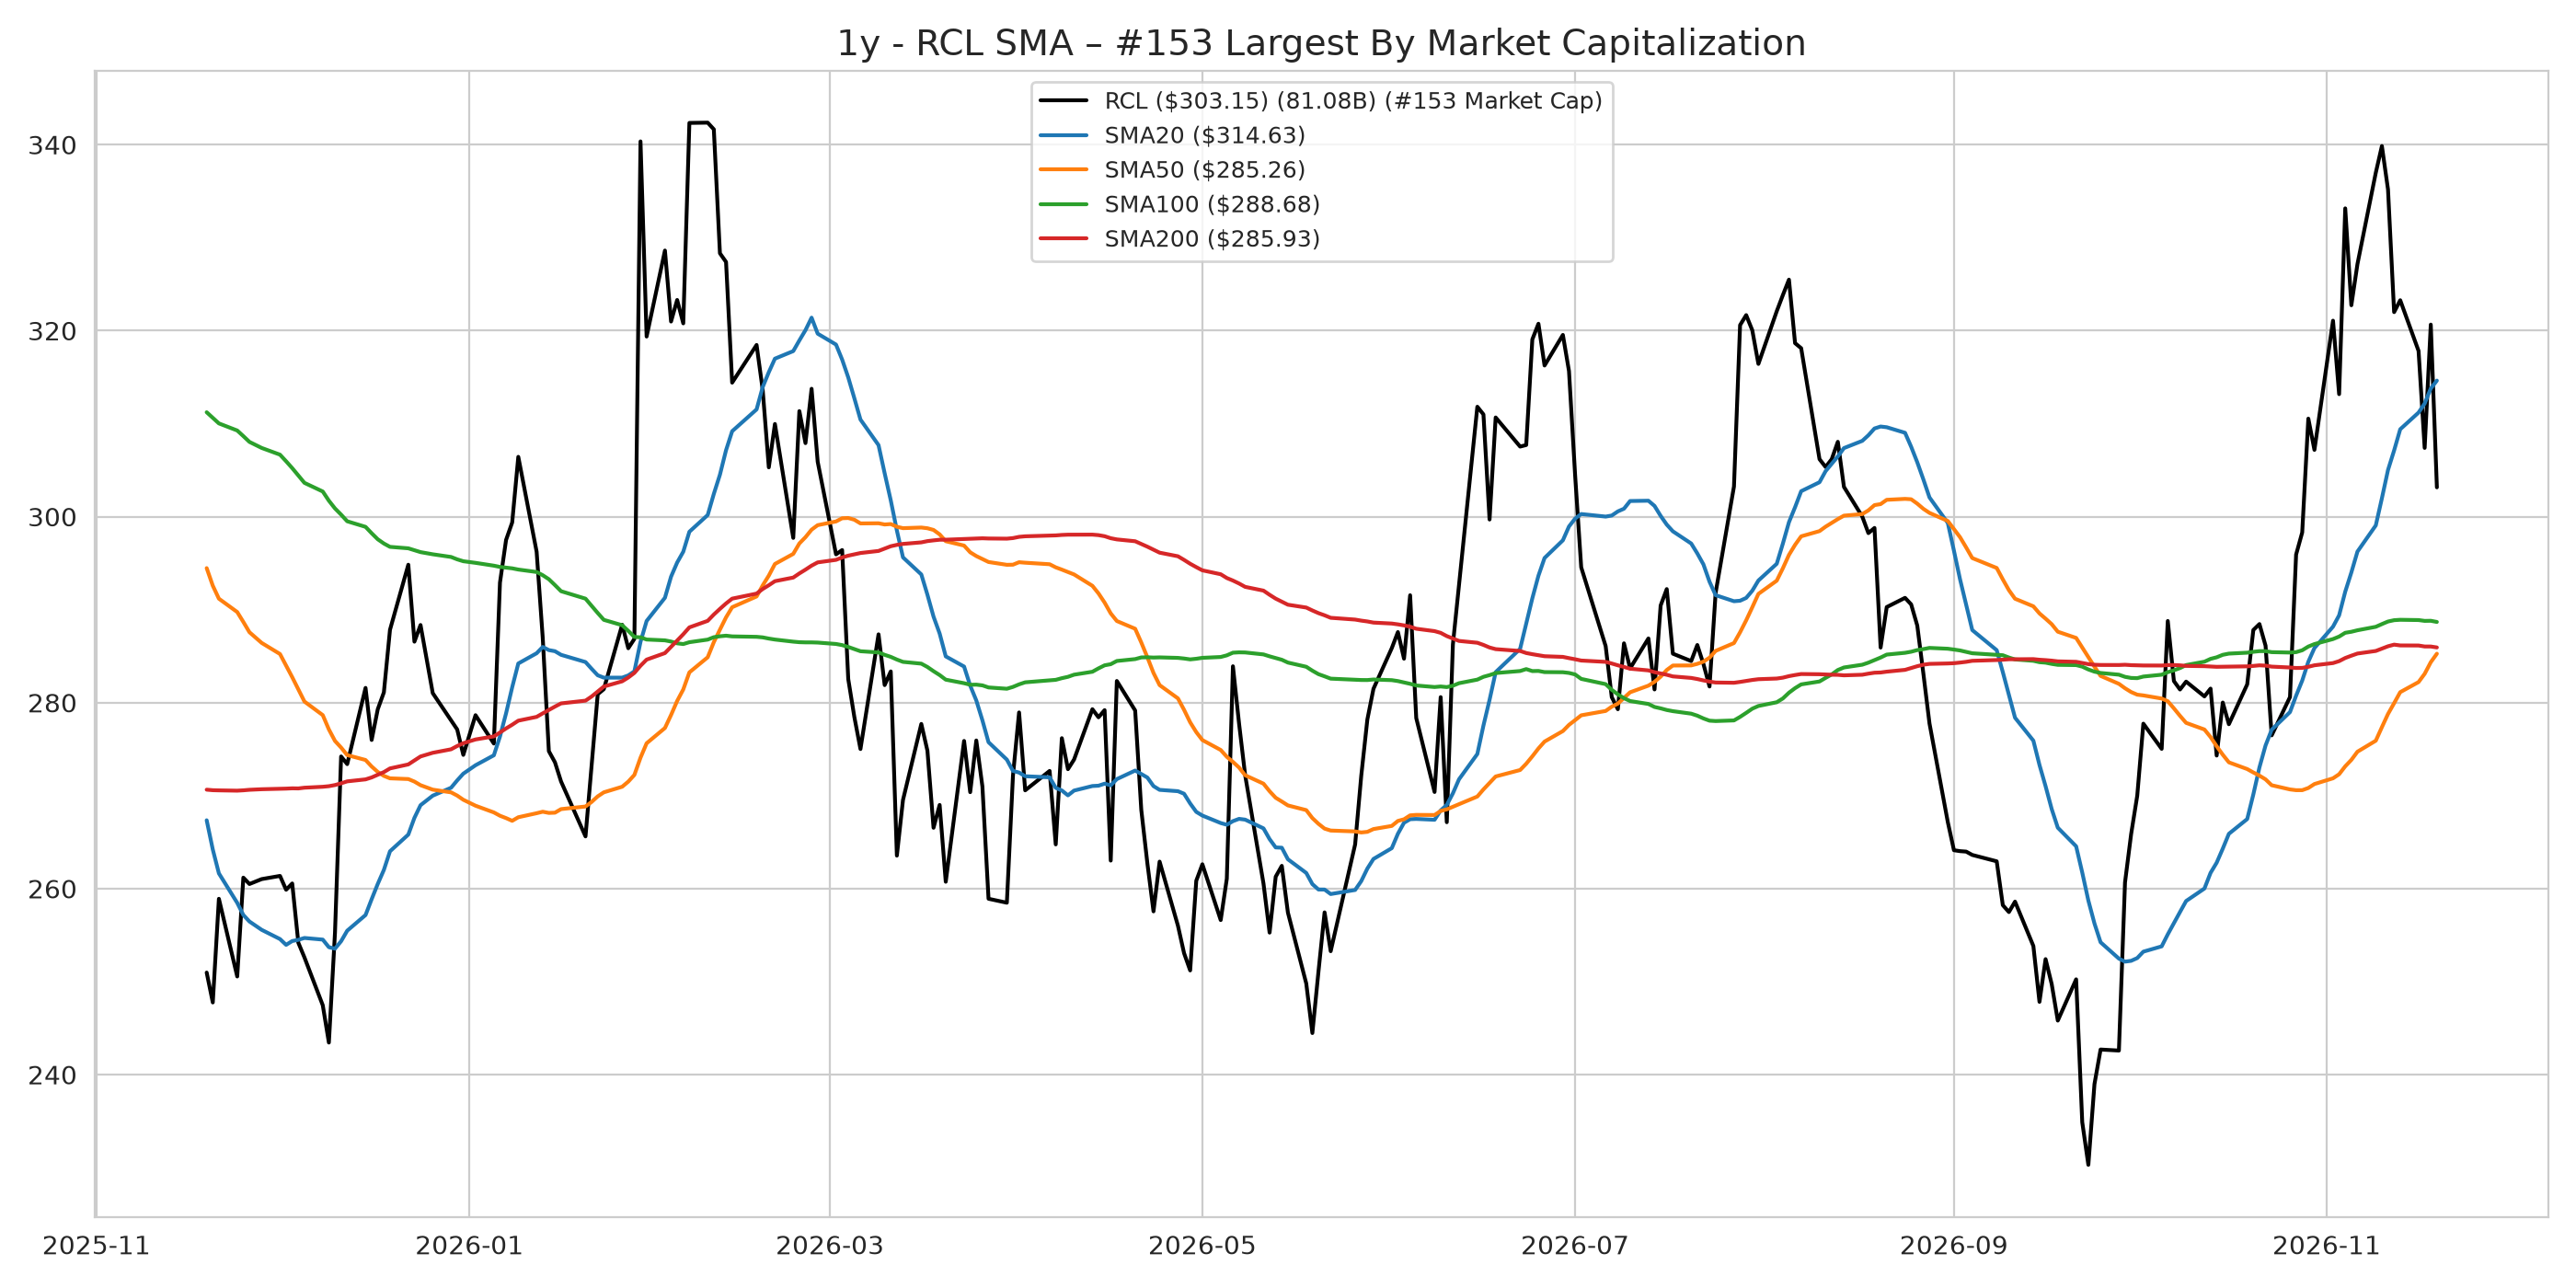 1y - RCL SMA – #153 Largest By Market Capitalization
RCL ($303.15) (81.08B) (#153 Market Cap)
SMA20 ($314.63)
SMA50 ($285.26)
SMA100 ($288.68)
SMA200 ($285.93)
340
320
300
280
260
240
2025-11 2026-01 2026-03 2026-05 2026-07 2026-09 2026-11